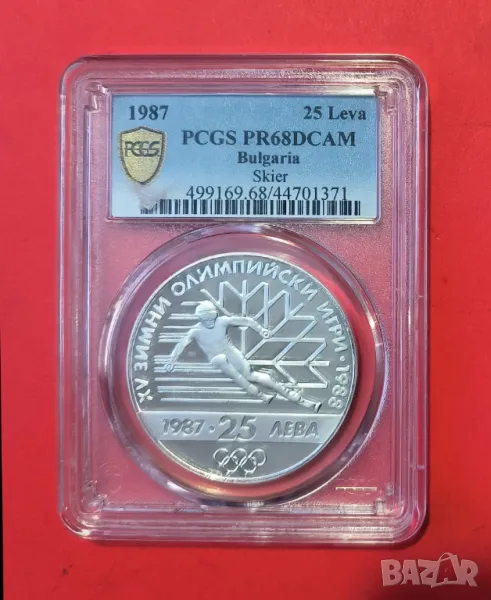 1987 25 Leva
PCGS PR68DCAM
Bulgaria
Skier
499169.68/44701371
PCGS
XV ЗИМНИ ОЛИМПИЙСКИ ИГРИ · 1988
1987 · 25 ЛЕВА
БАZАР